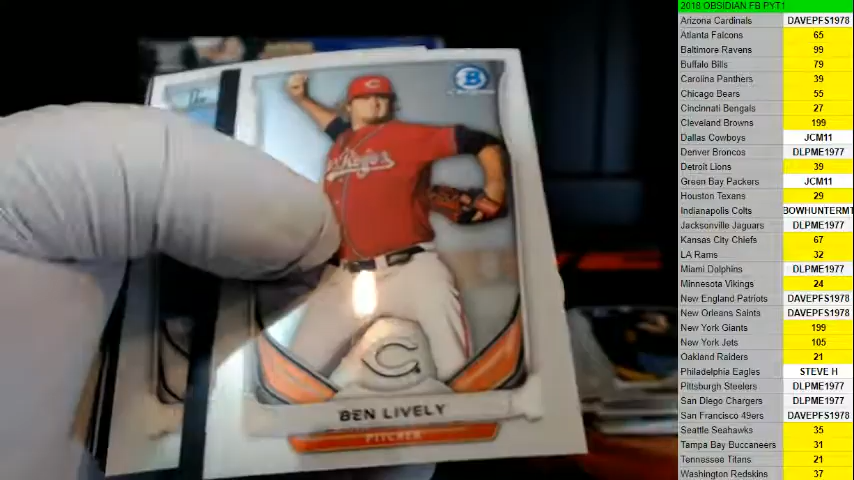 B
Los Rojos
C
BEN LIVELY
PITCHER
2018 OBSIDIAN FB PYT1
Arizona Cardinals DAVEPFS1978
Atlanta Falcons 65
Baltimore Ravens 99
Buffalo Bills 79
Carolina Panthers 39
Chicago Bears 55
Cincinnati Bengals 27
Cleveland Browns 199
Dallas Cowboys JCM11
Denver Broncos DLPME1977
Detroit Lions 39
Green Bay Packers JCM11
Houston Texans 29
Indianapolis Colts BOWHUNTERMT
Jacksonville Jaguars DLPME1977
Kansas City Chiefs 67
LA Rams 32
Miami Dolphins DLPME1977
Minnesota Vikings 24
New England Patriots DAVEPFS1978
New Orleans Saints DAVEPFS1978
New York Giants 199
New York Jets 105
Oakland Raiders 21
Philadelphia Eagles STEVE H
Pittsburgh Steelers DLPME1977
San Diego Chargers DLPME1977
San Francisco 49ers DAVEPFS1978
Seattle Seahawks 35
Tampa Bay Buccaneers 31
Tennessee Titans 21
Washington Redskins 37